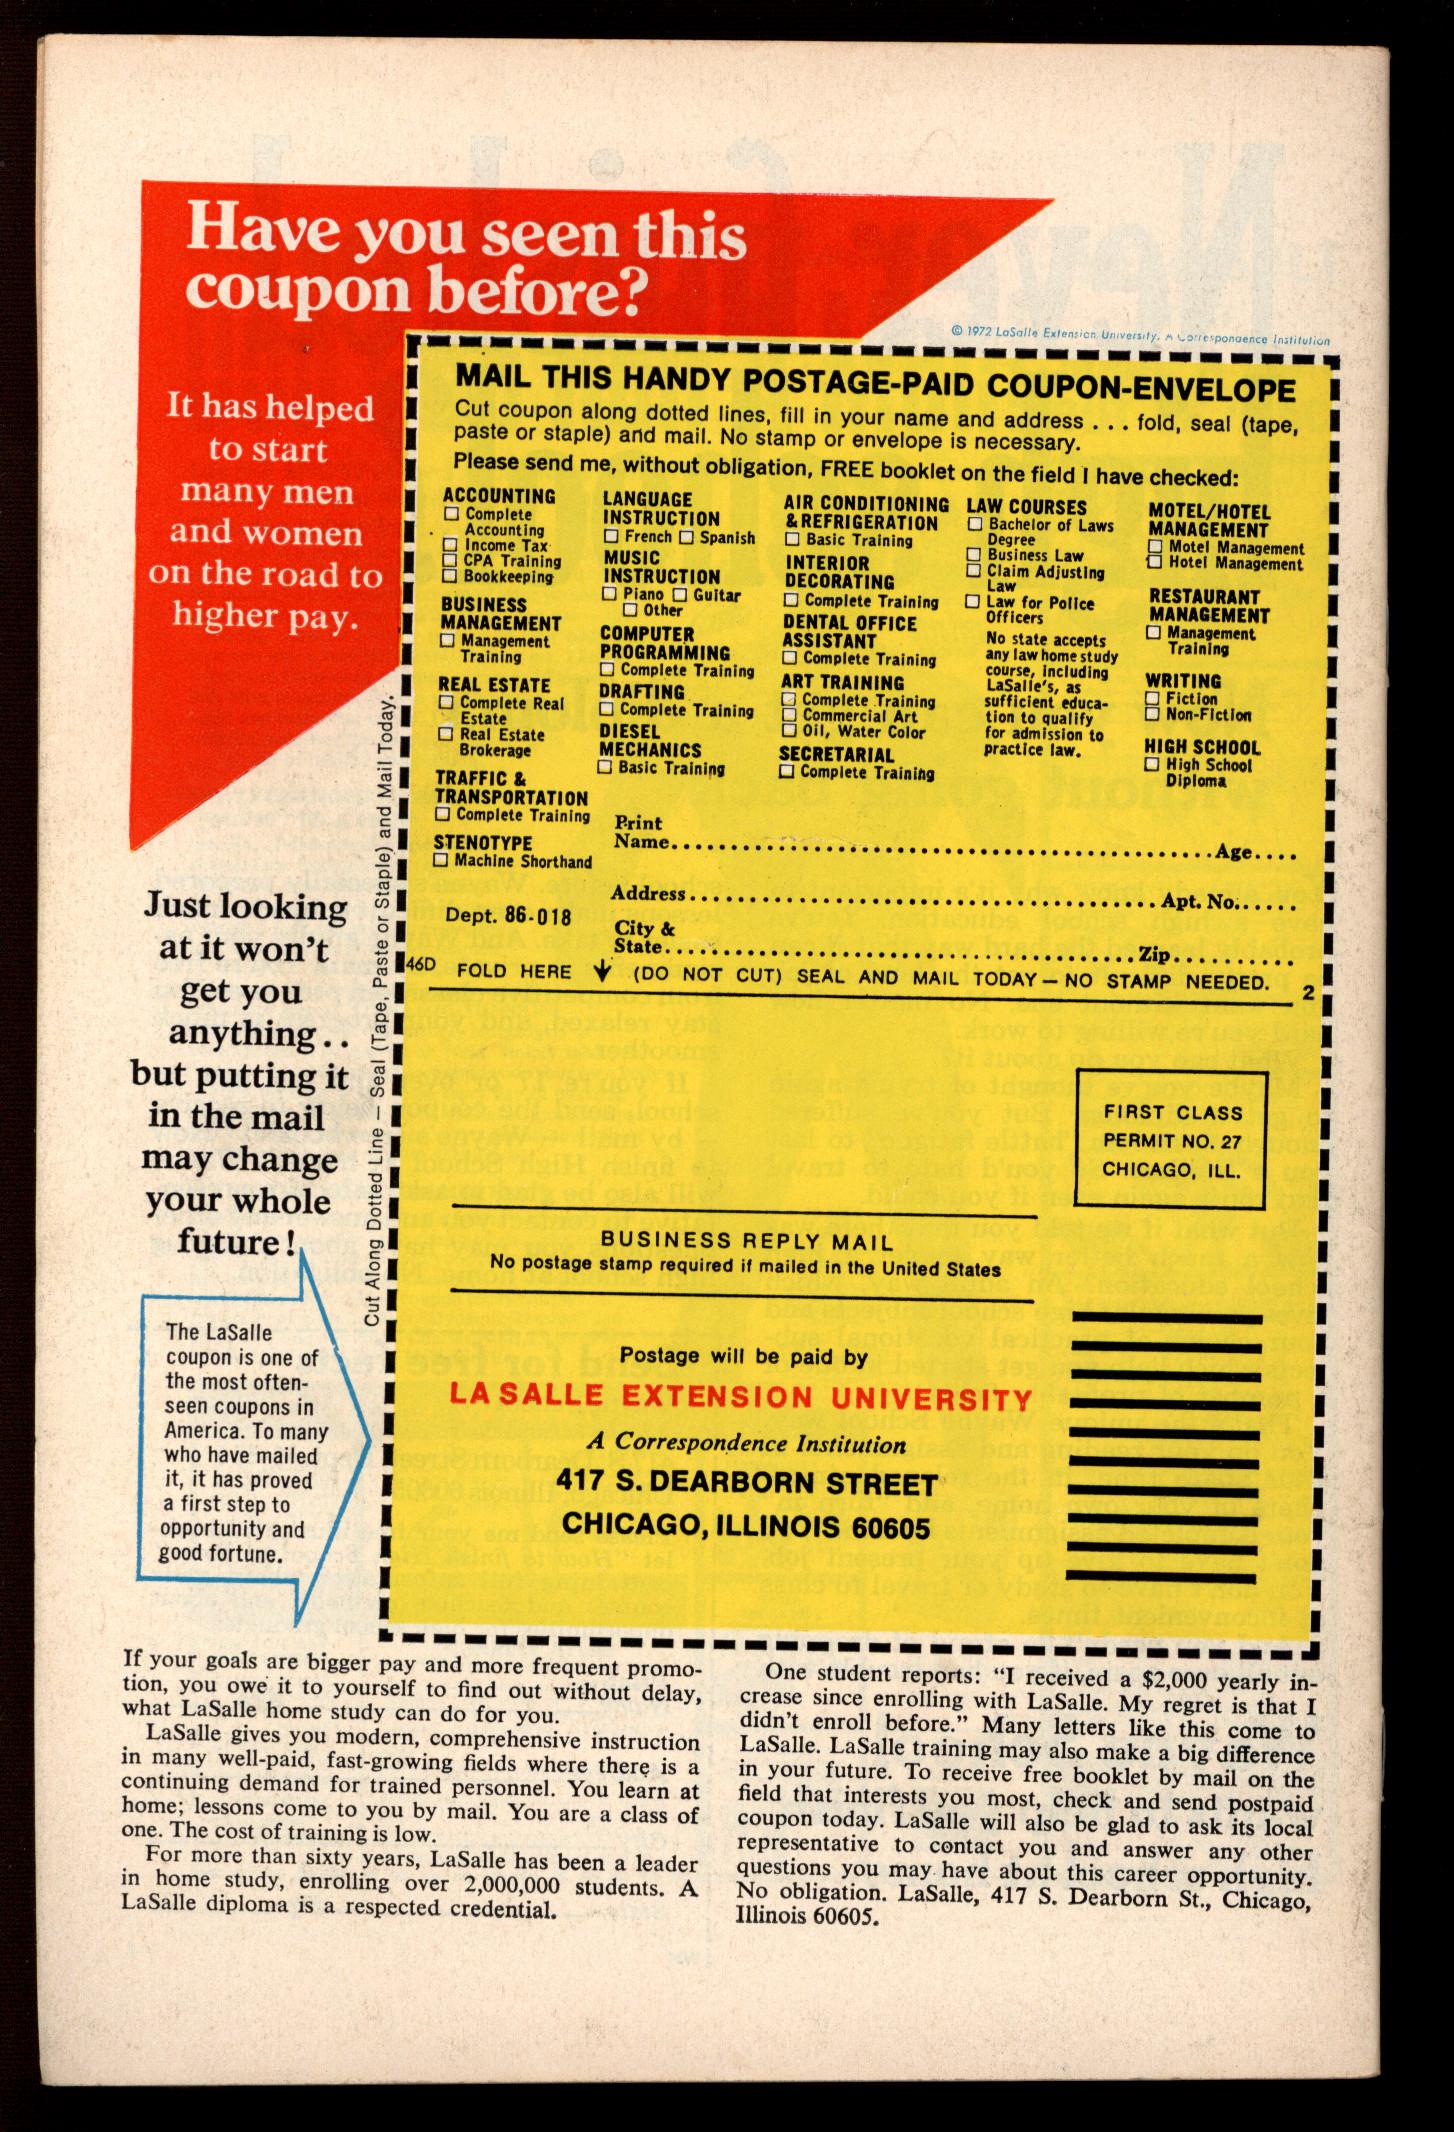 Have you seen this
coupon before?
© 1972 LaSalle Extension University. A Correspondence Institution
It has helped
to start
many men
and women
on the road to
higher pay.
Just looking
at it won't
get you
anything . .
but putting it
in the mail
may change
your whole
future!
The LaSalle
coupon is one of
the most often-
seen coupons in
America. To many
who have mailed
it, it has proved
a first step to
opportunity and
good fortune.
Cut Along Dotted Line — Seal (Tape, Paste or Staple) and Mail Today.
MAIL THIS HANDY POSTAGE-PAID COUPON-ENVELOPE
Cut coupon along dotted lines, fill in your name and address . . . fold, seal (tape,
paste or staple) and mail. No stamp or envelope is necessary.
Please send me, without obligation, FREE booklet on the field I have checked:
ACCOUNTING
☐ Complete
Accounting
☐ Income Tax
☐ CPA Training
☐ Bookkeeping
BUSINESS
MANAGEMENT
☐ Management
Training
REAL ESTATE
☐ Complete Real
Estate
☐ Real Estate
Brokerage
TRAFFIC &
TRANSPORTATION
☐ Complete Training
STENOTYPE
☐ Machine Shorthand
LANGUAGE
INSTRUCTION
☐ French ☐ Spanish
MUSIC
INSTRUCTION
☐ Piano ☐ Guitar
☐ Other
COMPUTER
PROGRAMMING
☐ Complete Training
DRAFTING
☐ Complete Training
DIESEL
MECHANICS
☐ Basic Training
AIR CONDITIONING
& REFRIGERATION
☐ Basic Training
INTERIOR
DECORATING
☐ Complete Training
DENTAL OFFICE
ASSISTANT
☐ Complete Training
ART TRAINING
☐ Complete Training
☐ Commercial Art
☐ Oil, Water Color
SECRETARIAL
☐ Complete Training
LAW COURSES
☐ Bachelor of Laws
Degree
☐ Business Law
☐ Claim Adjusting
Law
☐ Law for Police
Officers
No state accepts
any law home study
course, including
LaSalle's, as
sufficient educa-
tion to qualify
for admission to
practice law.
MOTEL/HOTEL
MANAGEMENT
☐ Motel Management
☐ Hotel Management
RESTAURANT
MANAGEMENT
☐ Management
Training
WRITING
☐ Fiction
☐ Non-Fiction
HIGH SCHOOL
☐ High School
Diploma
Dept. 86-018
Print
Name.................................................Age....
Address...........................................Apt. No......
City &
State...........................................Zip..........
46D FOLD HERE ↓ (DO NOT CUT) SEAL AND MAIL TODAY — NO STAMP NEEDED. 2
FIRST CLASS
PERMIT NO. 27
CHICAGO, ILL.
BUSINESS REPLY MAIL
No postage stamp required if mailed in the United States
Postage will be paid by
LASALLE EXTENSION UNIVERSITY
A Correspondence Institution
417 S. DEARBORN STREET
CHICAGO, ILLINOIS 60605
If your goals are bigger pay and more frequent promo-
tion, you owe it to yourself to find out without delay,
what LaSalle home study can do for you.
LaSalle gives you modern, comprehensive instruction
in many well-paid, fast-growing fields where there is a
continuing demand for trained personnel. You learn at
home; lessons come to you by mail. You are a class of
one. The cost of training is low.
For more than sixty years, LaSalle has been a leader
in home study, enrolling over 2,000,000 students. A
LaSalle diploma is a respected credential.
One student reports: "I received a $2,000 yearly in-
crease since enrolling with LaSalle. My regret is that I
didn't enroll before." Many letters like this come to
LaSalle. LaSalle training may also make a big difference
in your future. To receive free booklet by mail on the
field that interests you most, check and send postpaid
coupon today. LaSalle will also be glad to ask its local
representative to contact you and answer any other
questions you may have about this career opportunity.
No obligation. LaSalle, 417 S. Dearborn St., Chicago,
Illinois 60605.